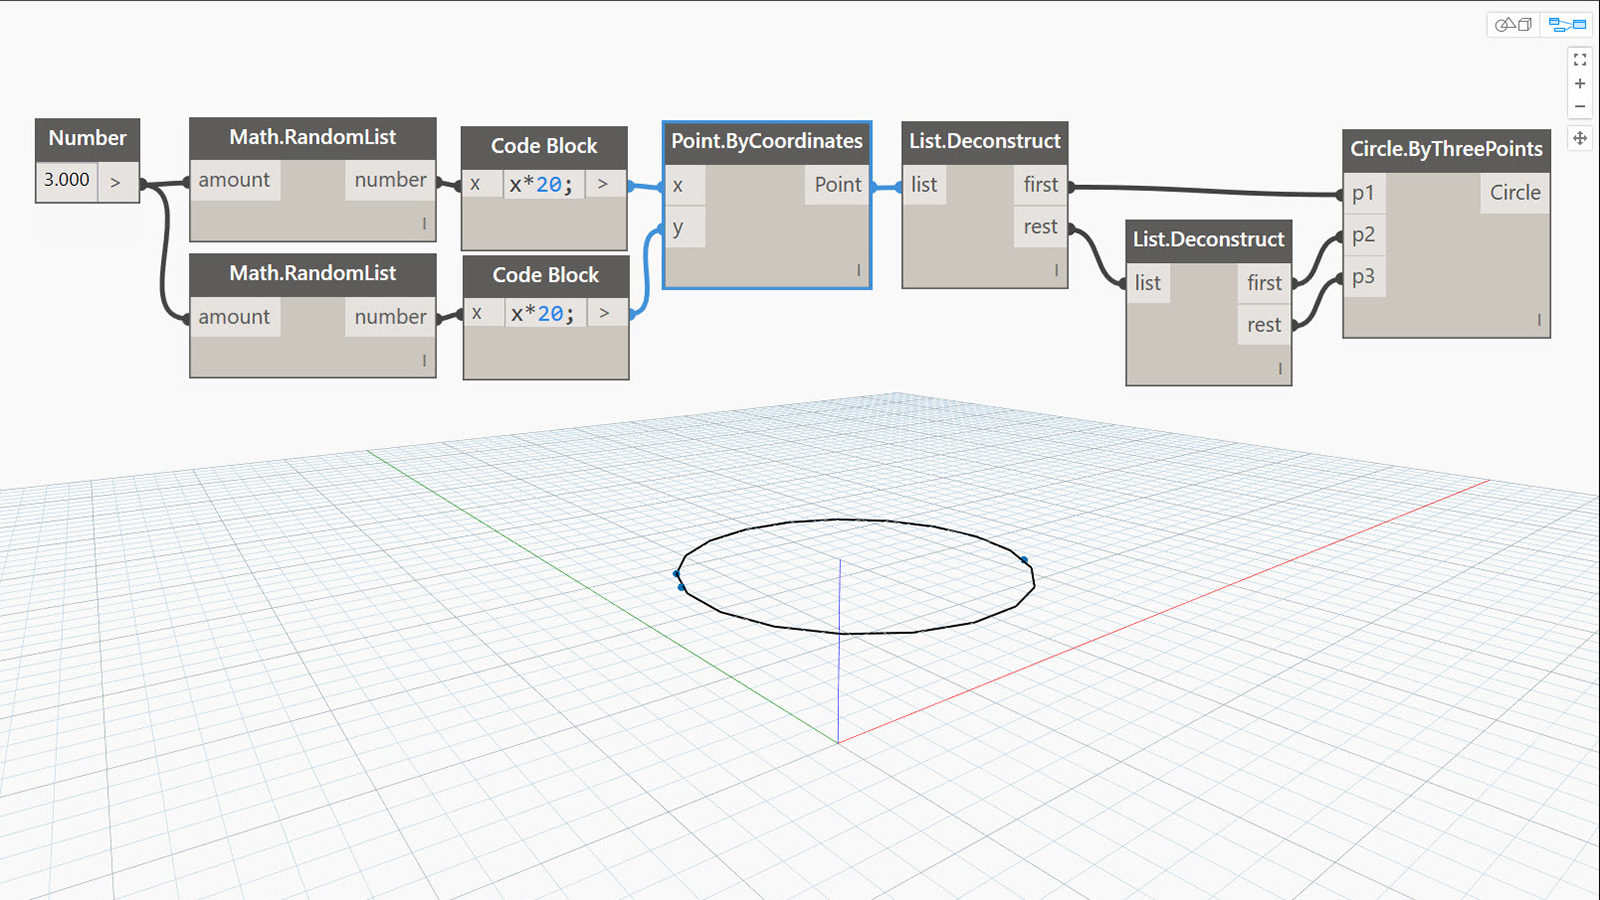 Number
3.000 >
Math.RandomList
amount number
l
Math.RandomList
amount number
l
Code Block
x x*20; >
Code Block
x x*20; >
Point.ByCoordinates
x Point
y
l
List.Deconstruct
list first
rest
l
List.Deconstruct
list first
rest
l
Circle.ByThreePoints
p1 Circle
p2
p3
l